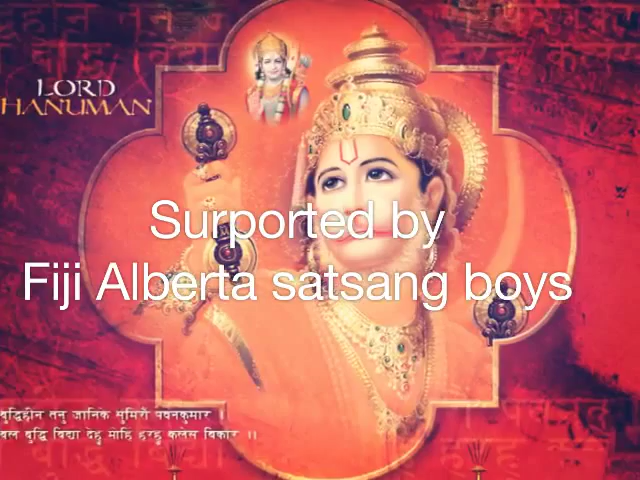 LORD
HANUMAN
Surported by
Fiji Alberta satsang boys
बुद्धिहीन तनु जानिके सुमिरौ पवनकुमार ।
बल बुद्धि विद्या देहु मोहिं हरहु कलेस बिकार ।।